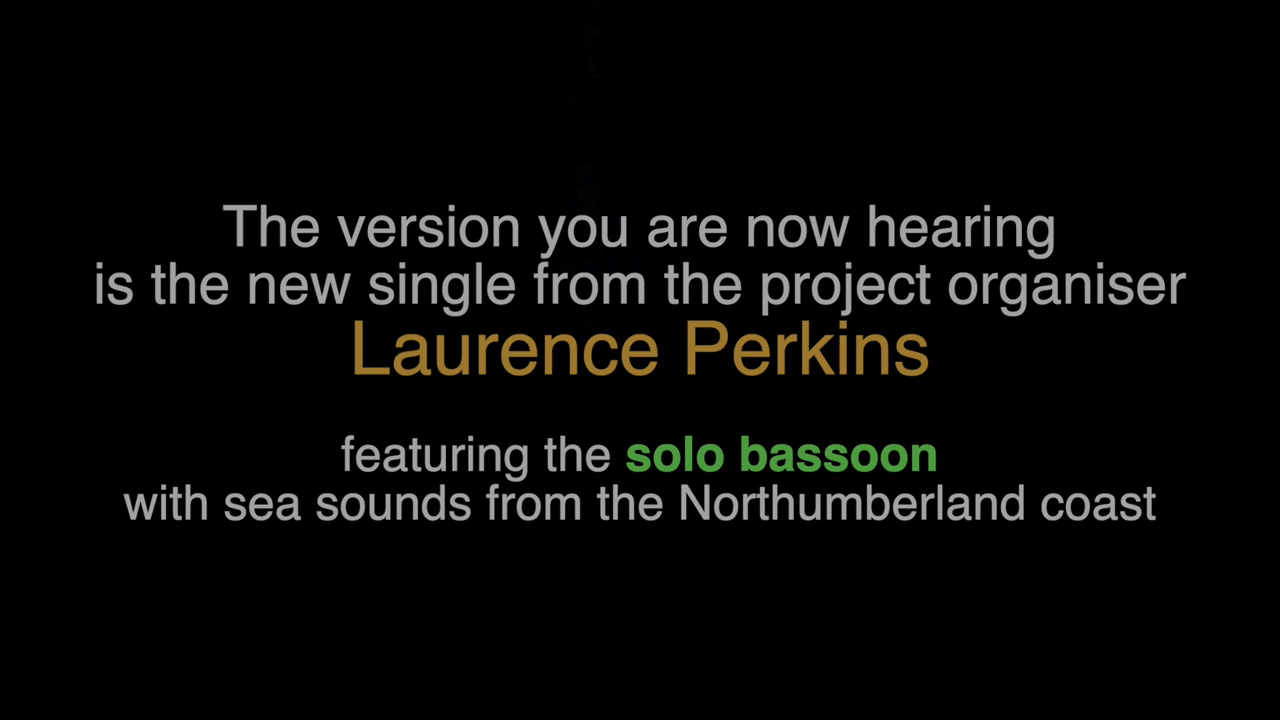 The version you are now hearing
is the new single from the project organiser
Laurence Perkins
featuring the solo bassoon
with sea sounds from the Northumberland coast